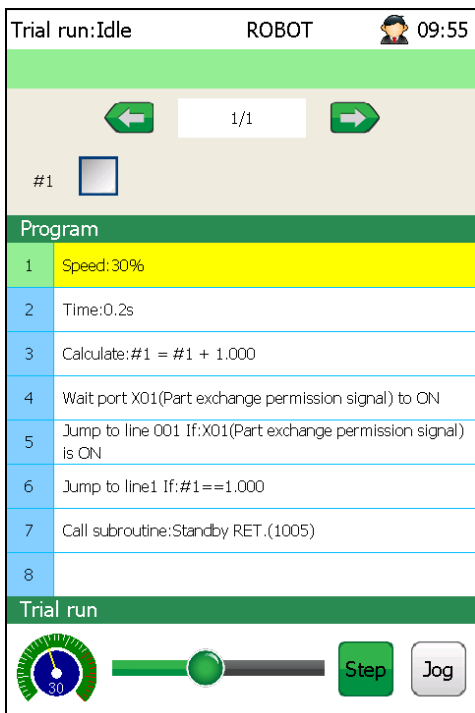 Trial run:Idle ROBOT 09:55
1/1
#1
Program
1 Speed:30%
2 Time:0.2s
3 Calculate:#1 = #1 + 1.000
4 Wait port X01(Part exchange permission signal) to ON
5 Jump to line 001 If:X01(Part exchange permission signal)
is ON
6 Jump to line1 If:#1==1.000
7 Call subroutine:Standby RET.(1005)
8
Trial run
30 Step Jog